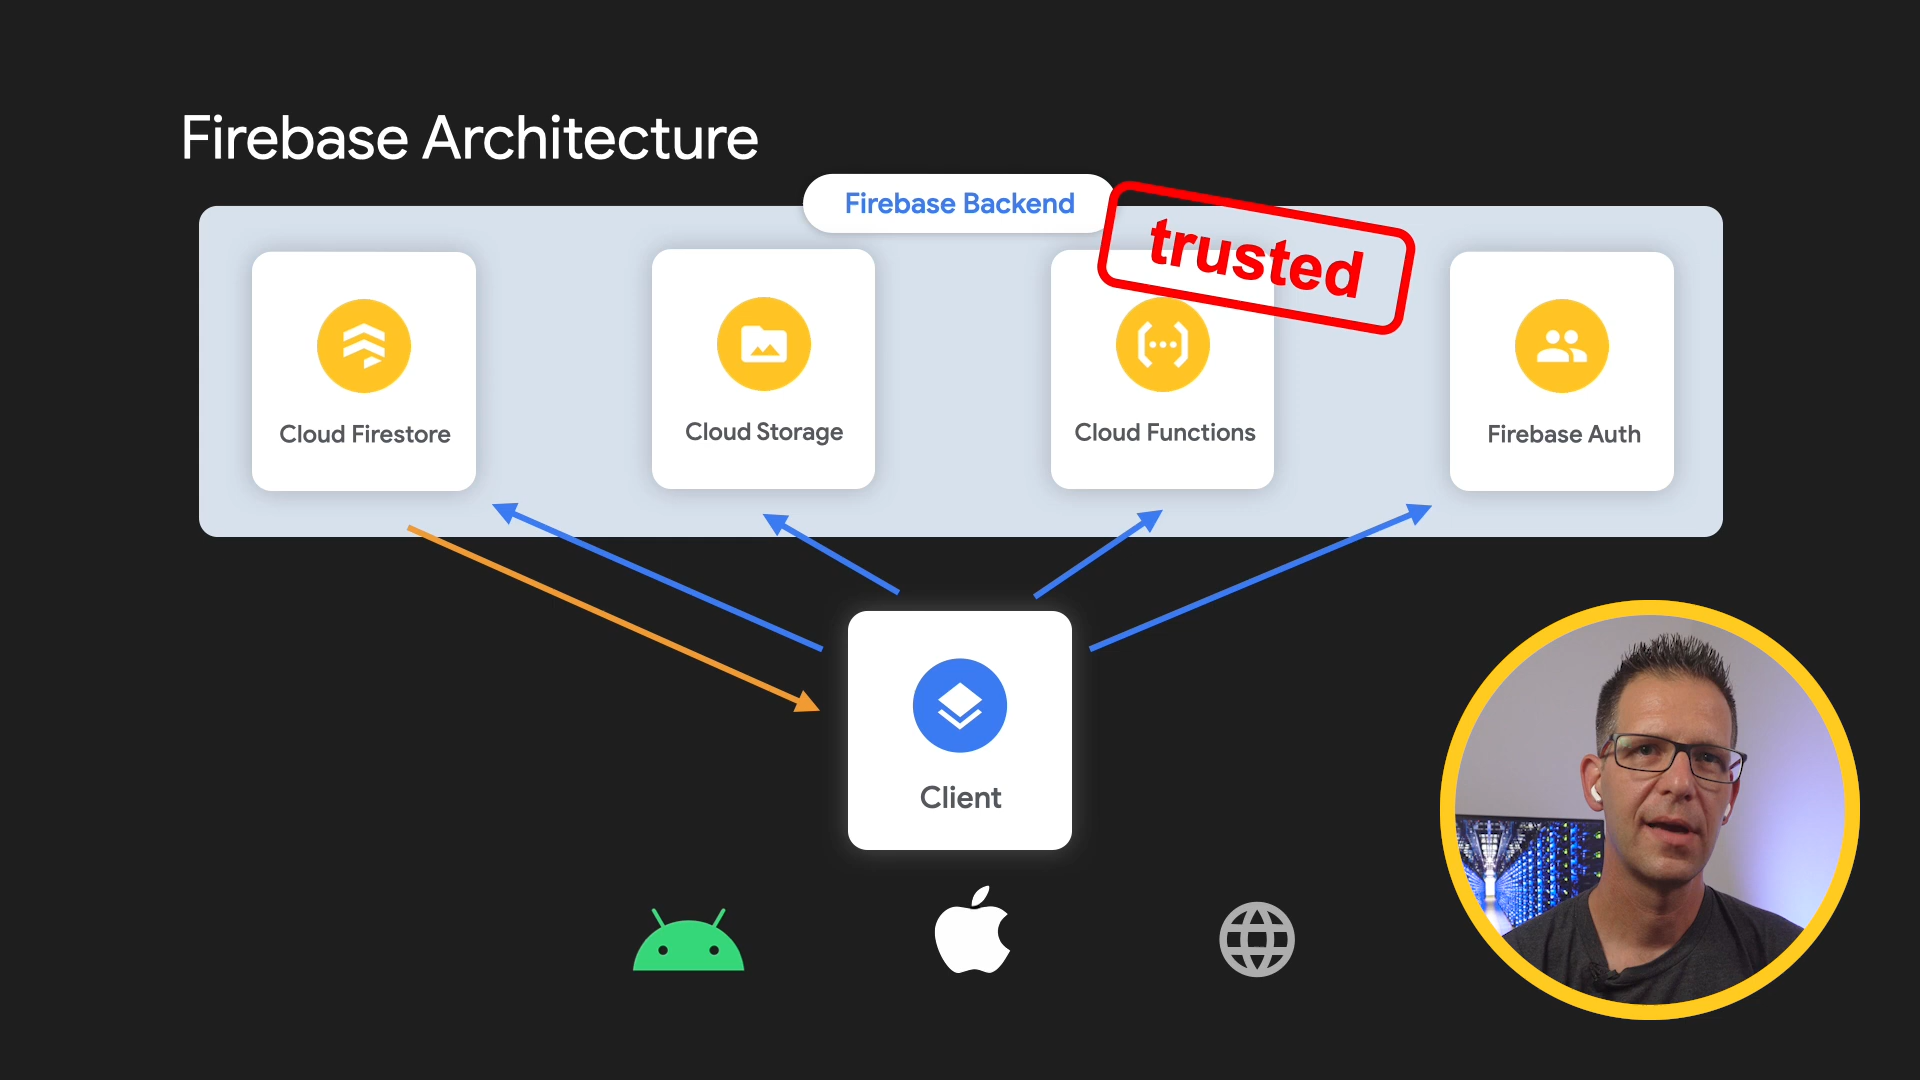 Firebase Architecture
Firebase Backend
trusted
Cloud Firestore
Cloud Storage
Cloud Functions
Firebase Auth
Client